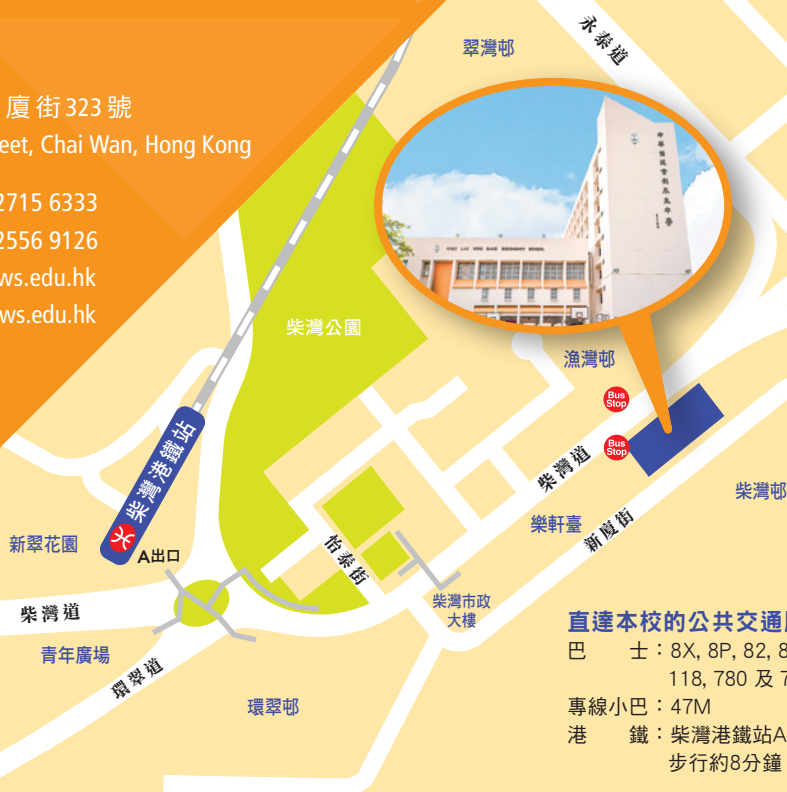 廈街323號
eet, Chai Wan, Hong Kong
2715 6333
2556 9126
ws.edu.hk
ws.edu.hk
翠灣邨
永泰道
柴灣公園
漁灣邨
Bus
Stop
Bus
Stop
柴灣港鐵站
柴灣道
柴灣邨
樂軒臺
新廈街
新翠花園
A出口
怡泰街
柴灣市政
大樓
柴灣道
青年廣場
環翠道
環翠邨
直達本校的公共交通
巴 士：8X, 8P, 82, 8
118, 780 及 7
專線小巴：47M
港 鐵：柴灣港鐵站A
步行約8分鐘